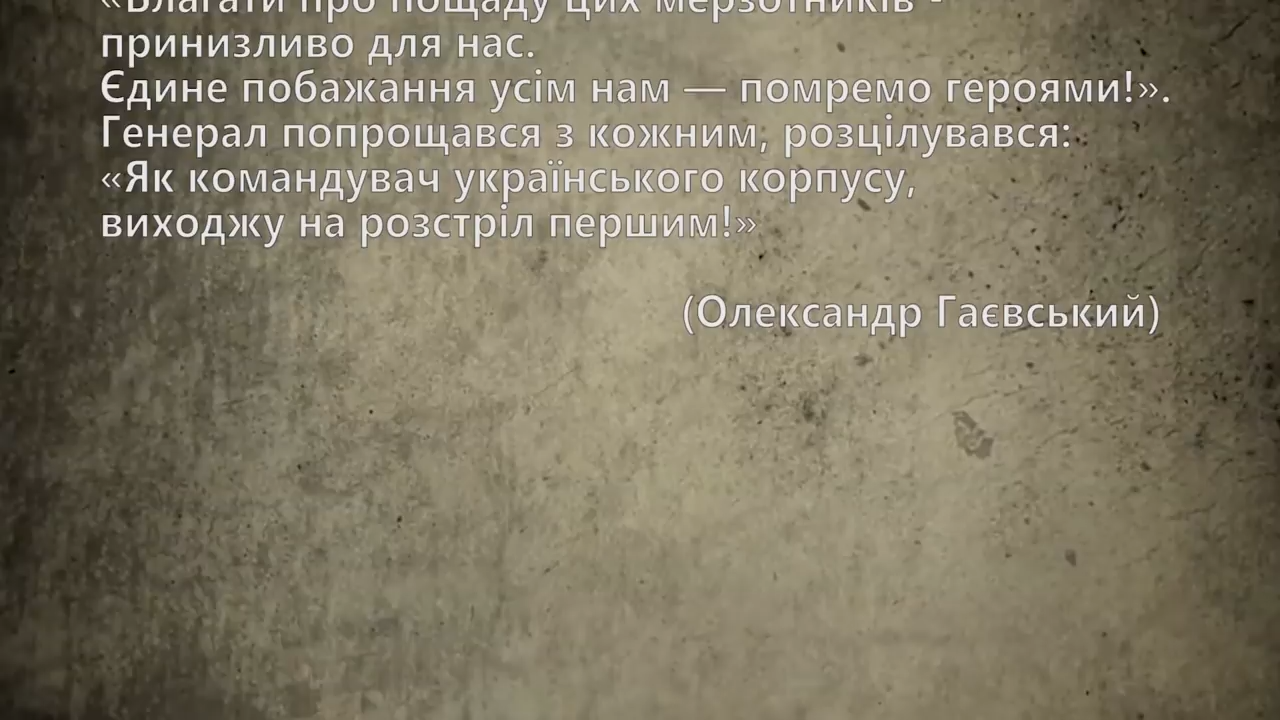 «Благати про пощаду цих мерзотників -
принизливо для нас.
Єдине побажання усім нам — помремо героями!».
Генерал попрощався з кожним, розцілувався:
«Як командувач українського корпусу,
виходжу на розстріл першим!»
(Олександр Гаєвський)